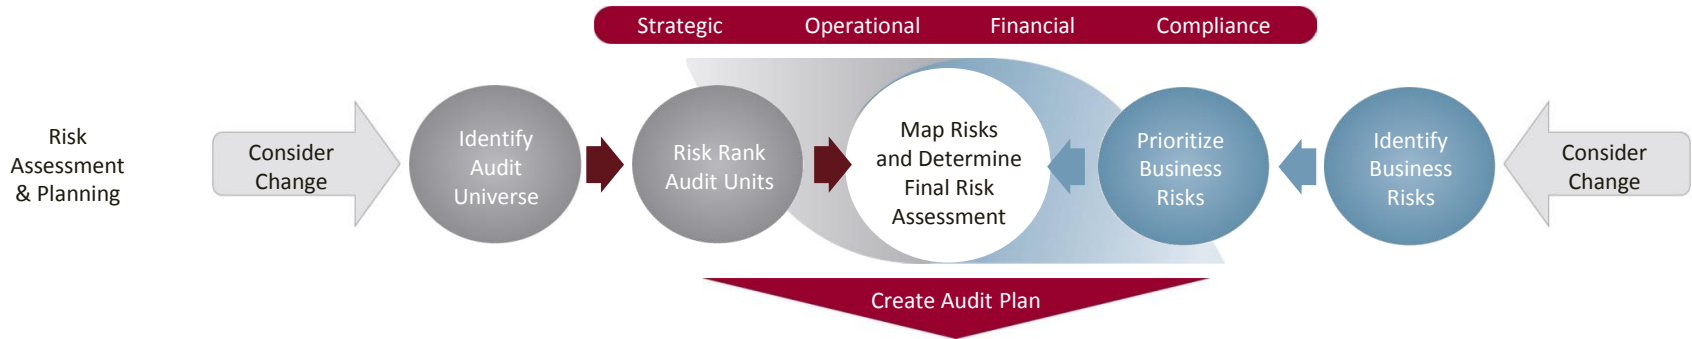 Strategic Operational Financial Compliance
Risk
Assessment
& Planning
Consider
Change
Identify
Audit
Universe
Risk Rank
Audit Units
Map Risks
and Determine
Final Risk
Assessment
Prioritize
Business
Risks
Identify
Business
Risks
Consider
Change
Create Audit Plan